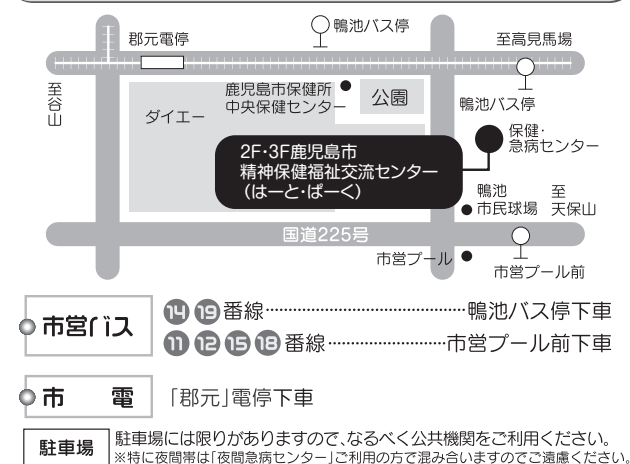 鴨池バス停
郡元電停
至高見馬場
至谷山
鹿児島市保健所
中央保健センター
公園
ダイエー
鴨池バス停
保健・
急病センター
2F・3F鹿児島市
精神保健福祉交流センター
(はーと・ぱーく)
鴨池
市民球場
至
天保山
国道225号
市営プール
市営プール前
市営バス
14 19番線……………………………………鴨池バス停下車
11 12 15 18番線……………………市営プール前下車
市 電
「郡元」電停下車
駐車場
駐車場には限りがありますので、なるべく公共機関をご利用ください。
※特に夜間帯は「夜間急病センター」ご利用の方で混み合いますのでご遠慮ください。